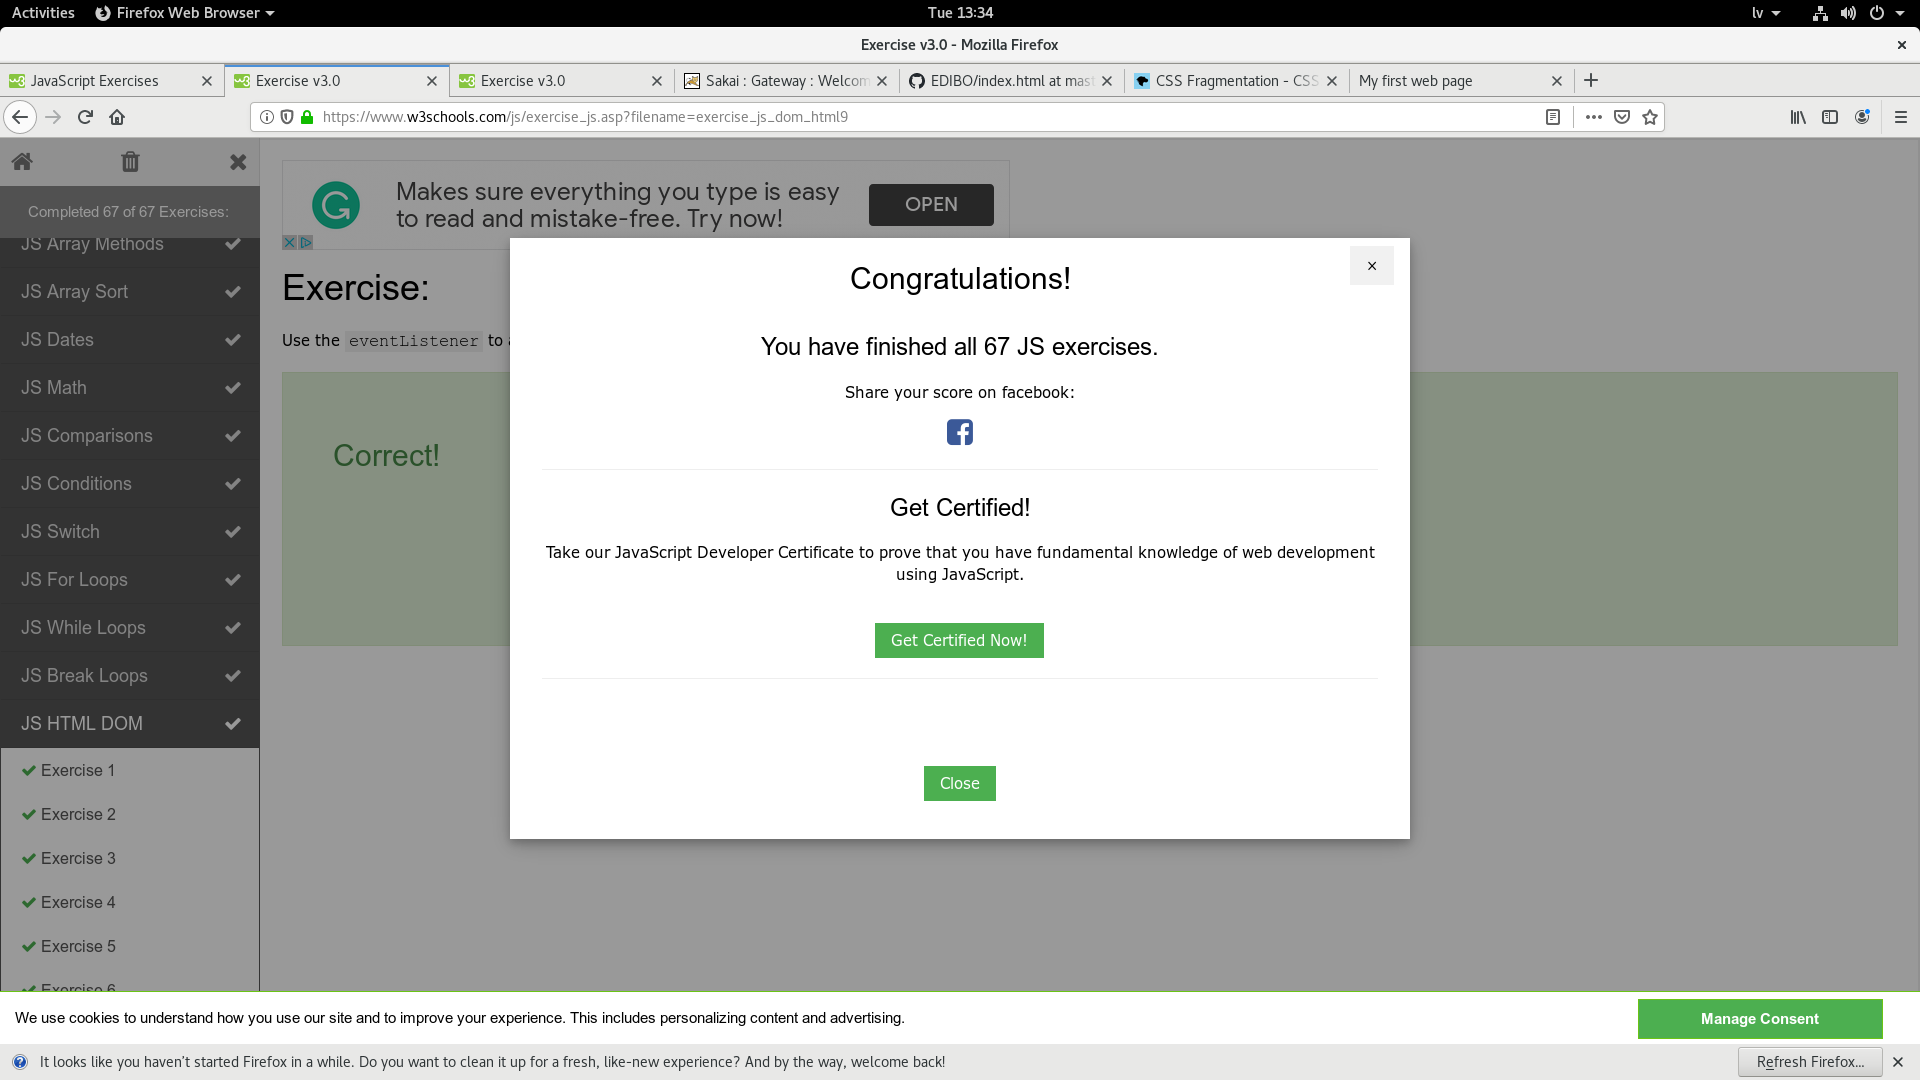 Activities
Firefox Web Browser
Tue 13:34
lv
Exercise v3.0 - Mozilla Firefox
JavaScript Exercises
Exercise v3.0
Exercise v3.0
Sakai : Gateway : Welcom
EDIBO/index.html at mast
CSS Fragmentation - CSS
My first web page
https://www.w3schools.com/js/exercise_js.asp?filename=exercise_js_dom_html9
Completed 67 of 67 Exercises:
JS Array Methods
JS Array Sort
JS Dates
JS Math
JS Comparisons
JS Conditions
JS Switch
JS For Loops
JS While Loops
JS Break Loops
JS HTML DOM
Exercise 1
Exercise 2
Exercise 3
Exercise 4
Exercise 5
Exercise 6
Makes sure everything you type is easy
to read and mistake-free. Try now!
OPEN
Exercise:
Use the eventListener to
Correct!
×
Congratulations!
You have finished all 67 JS exercises.
Share your score on facebook:
Get Certified!
Take our JavaScript Developer Certificate to prove that you have fundamental knowledge of web development
using JavaScript.
Get Certified Now!
Close
We use cookies to understand how you use our site and to improve your experience. This includes personalizing content and advertising.
Manage Consent
It looks like you haven't started Firefox in a while. Do you want to clean it up for a fresh, like-new experience? And by the way, welcome back!
Refresh Firefox...